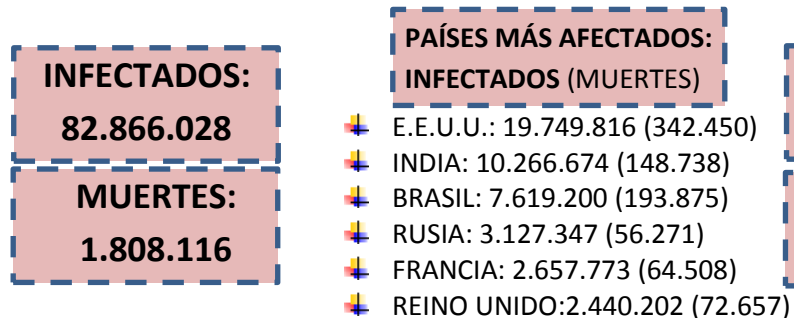 INFECTADOS:
82.866.028
MUERTES:
1.808.116
PAÍSES MÁS AFECTADOS:
INFECTADOS (MUERTES)
E.E.U.U.: 19.749.816 (342.450)
INDIA: 10.266.674 (148.738)
BRASIL: 7.619.200 (193.875)
RUSIA: 3.127.347 (56.271)
FRANCIA: 2.657.773 (64.508)
REINO UNIDO:2.440.202 (72.657)